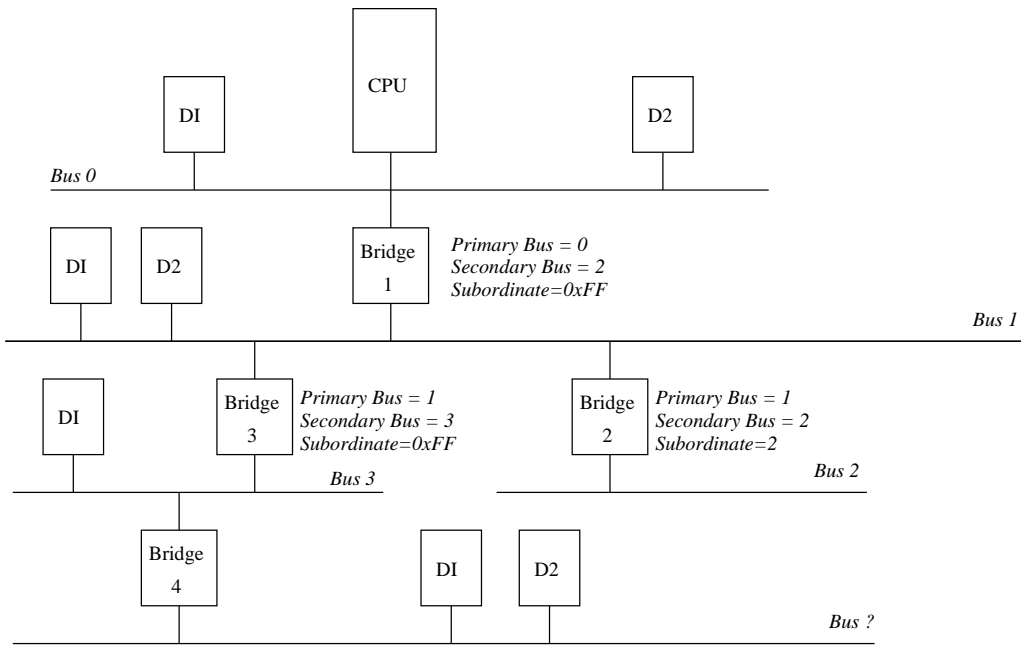 CPU
DI
D2
Bus 0
DI
D2
Bridge
1
Primary Bus = 0
Secondary Bus = 2
Subordinate=0xFF
Bus 1
DI
Bridge
3
Primary Bus = 1
Secondary Bus = 3
Subordinate=0xFF
Bridge
2
Primary Bus = 1
Secondary Bus = 2
Subordinate=2
Bus 3
Bus 2
Bridge
4
DI
D2
Bus ?